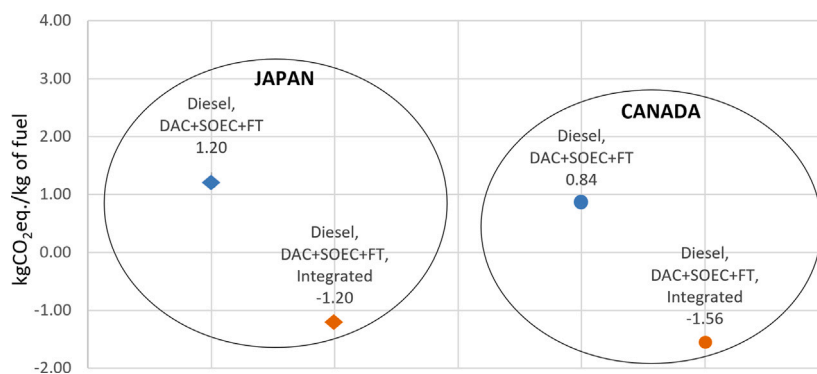 4.00
3.00
2.00
1.00
0.00
-1.00
-2.00
kgCO₂eq./kg of fuel
JAPAN
Diesel,
DAC+SOEC+FT
1.20
Diesel,
DAC+SOEC+FT,
Integrated
-1.20
CANADA
Diesel,
DAC+SOEC+FT
0.84
Diesel,
DAC+SOEC+FT,
Integrated
-1.56